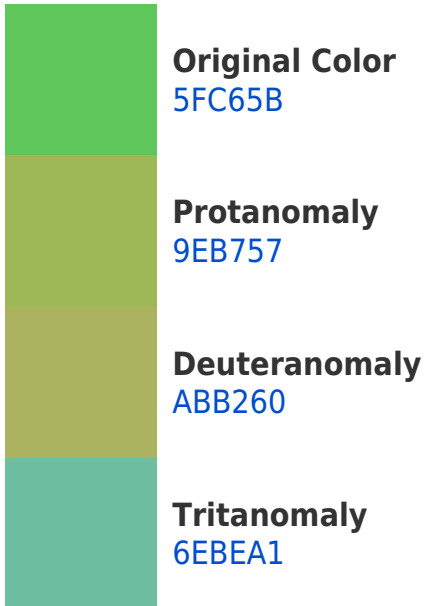 Original Color
5FC65B
Protanomaly
9EB757
Deuteranomaly
ABB260
Tritanomaly
6EBEA1